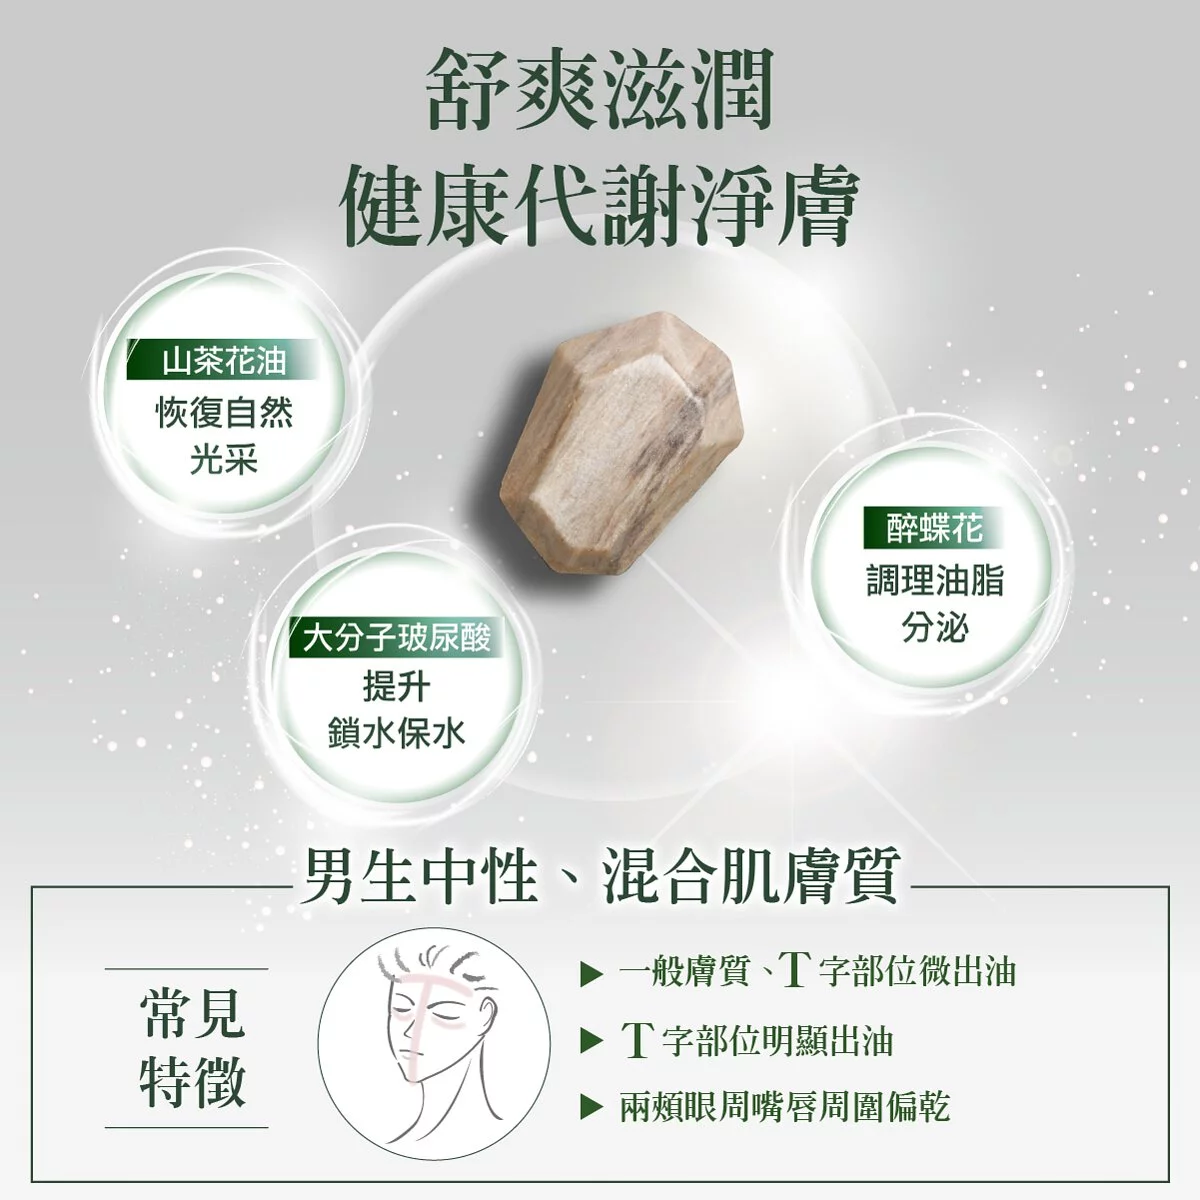 舒爽滋潤
健康代謝淨膚
山茶花油
恢復自然
光采
大分子玻尿酸
提升
鎖水保水
醉蝶花
調理油脂
分泌
男生中性、混合肌膚質
常見
特徵
▶ 一般膚質、T字部位微出油
▶ T字部位明顯出油
▶ 兩頰眼周嘴唇周圍偏乾